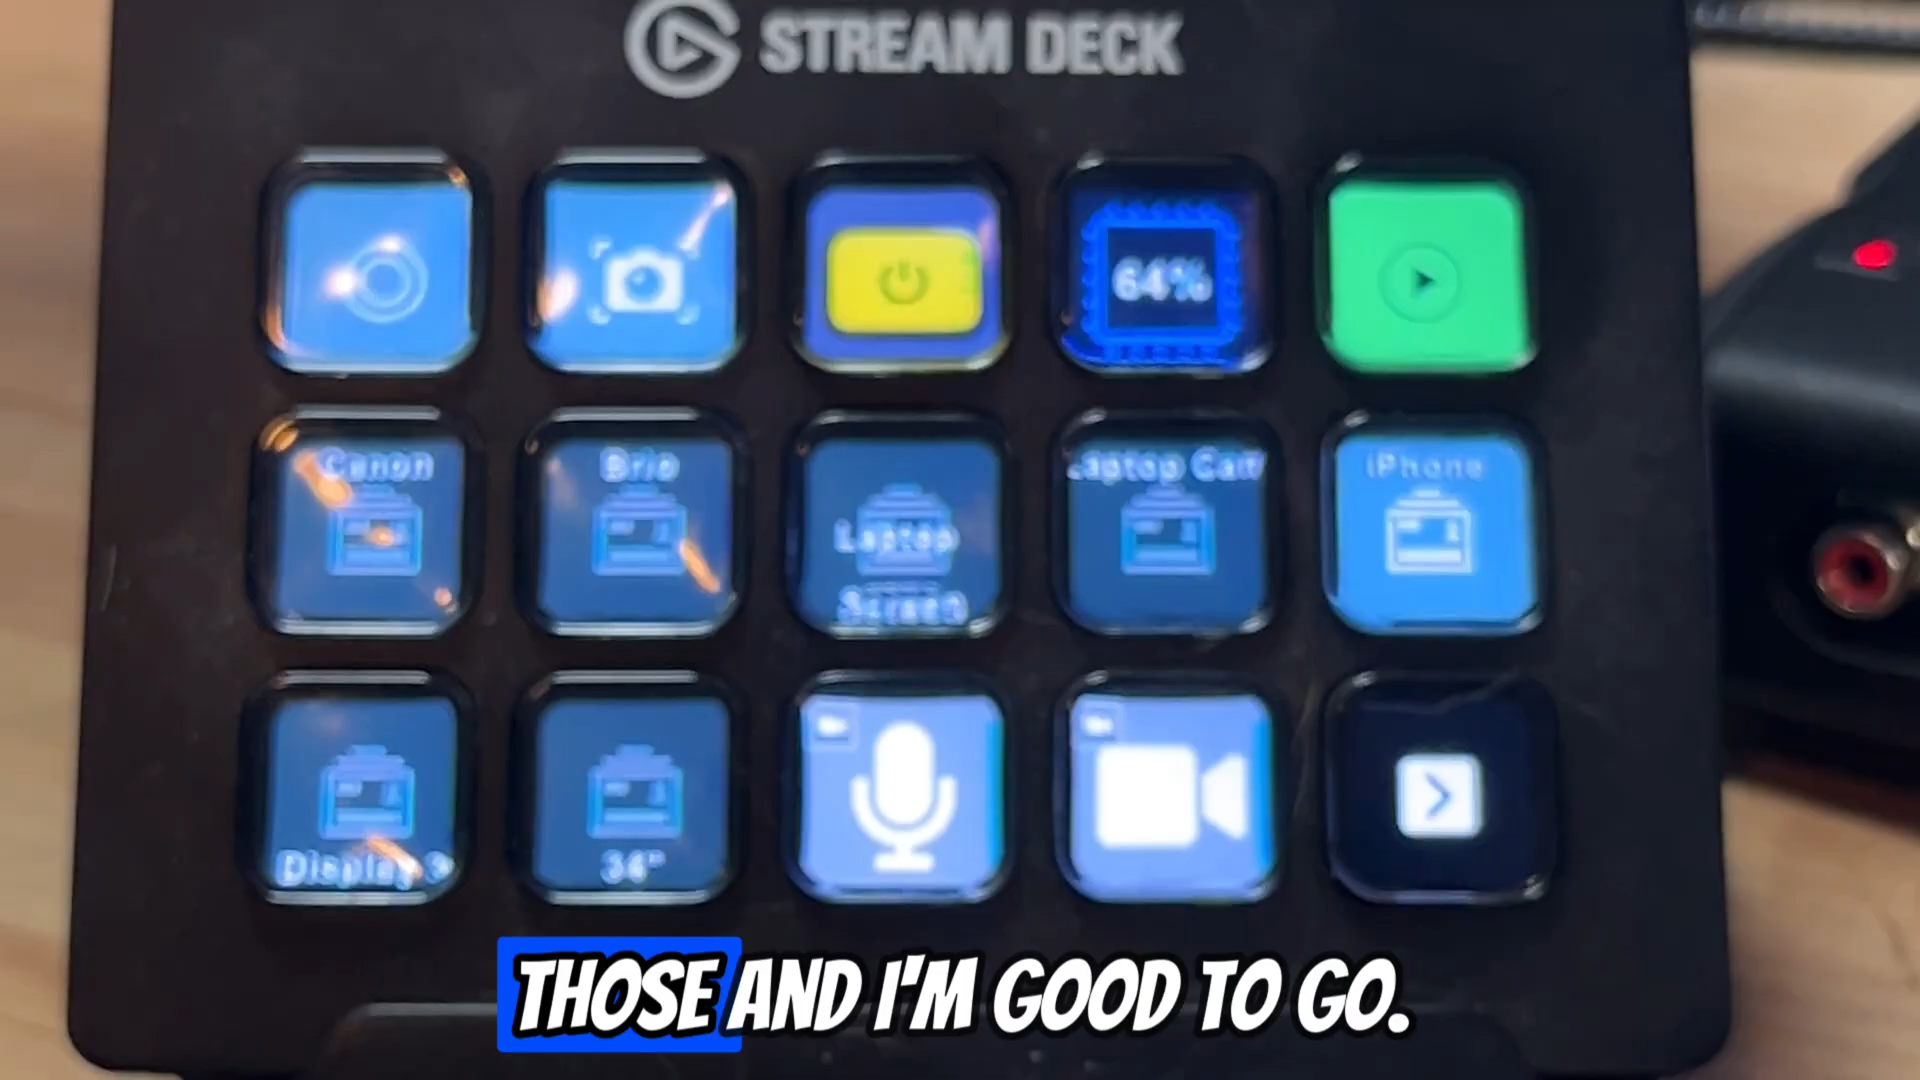 STREAM DECK
64%
Canon
Brio
Laptop
Screen
Laptop Cam
iPhone
Display 3
34"
THOSE AND I'M GOOD TO GO.